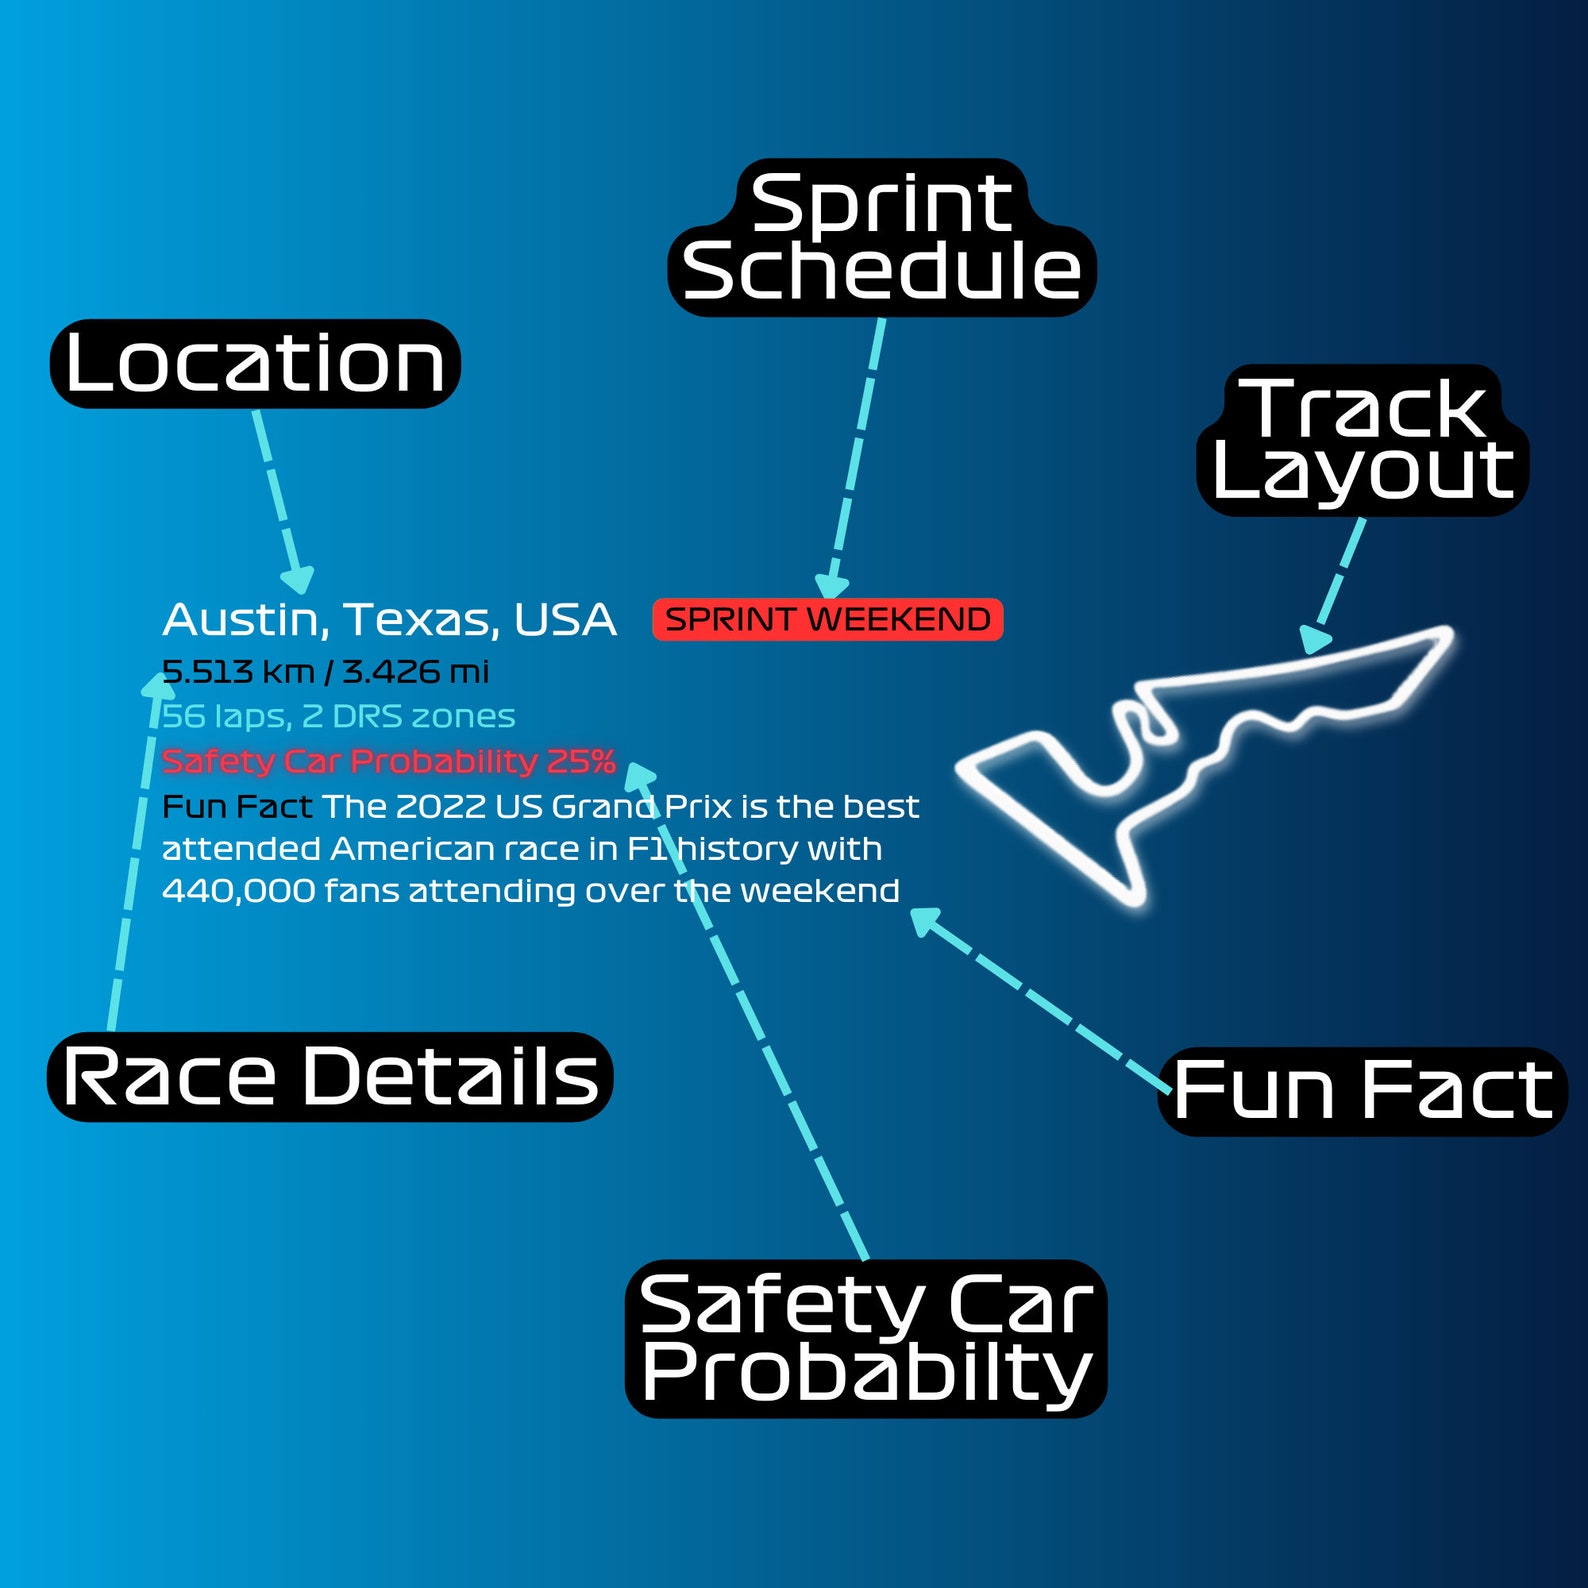 Sprint
Schedule
Location
Track
Layout
Austin, Texas, USA
SPRINT WEEKEND
5.513 km / 3.426 mi
56 laps, 2 DRS zones
Safety Car Probability 25%
Fun Fact The 2022 US Grand Prix is the best
attended American race in F1 history with
440,000 fans attending over the weekend
Race Details
Fun Fact
Safety Car
Probabilty